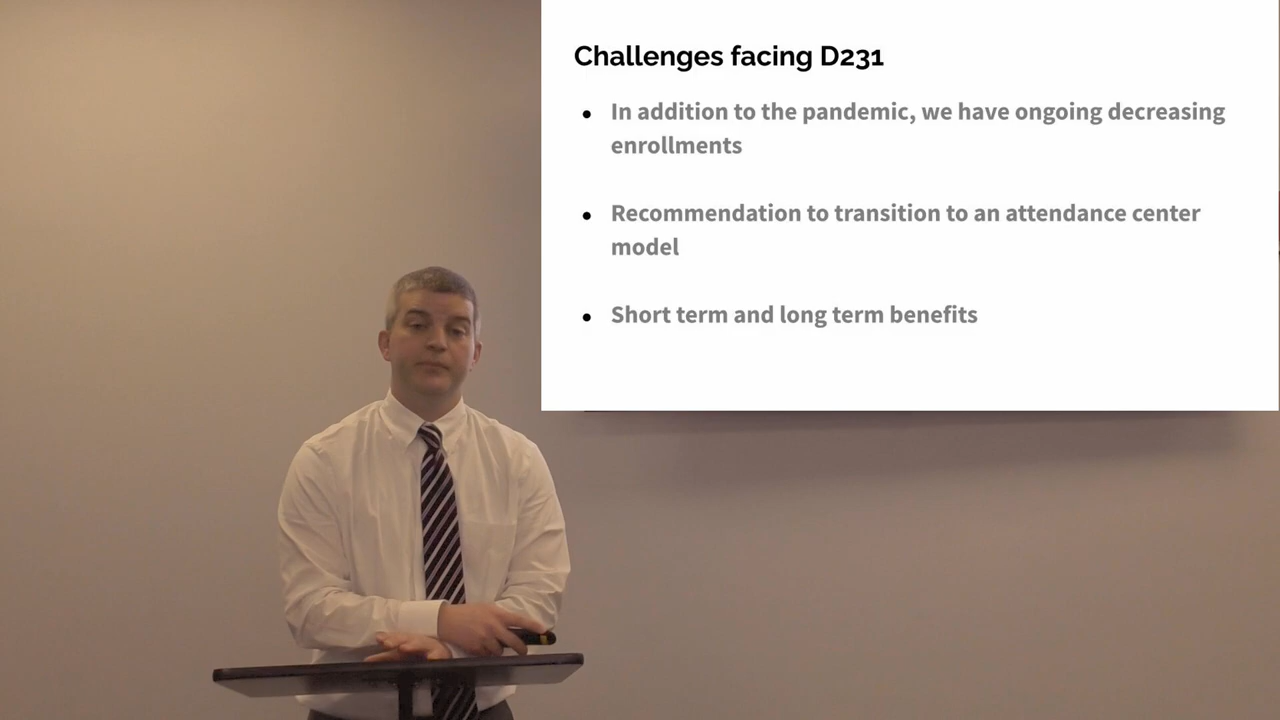 Challenges facing D231
• In addition to the pandemic, we have ongoing decreasing
enrollments
• Recommendation to transition to an attendance center
model
• Short term and long term benefits